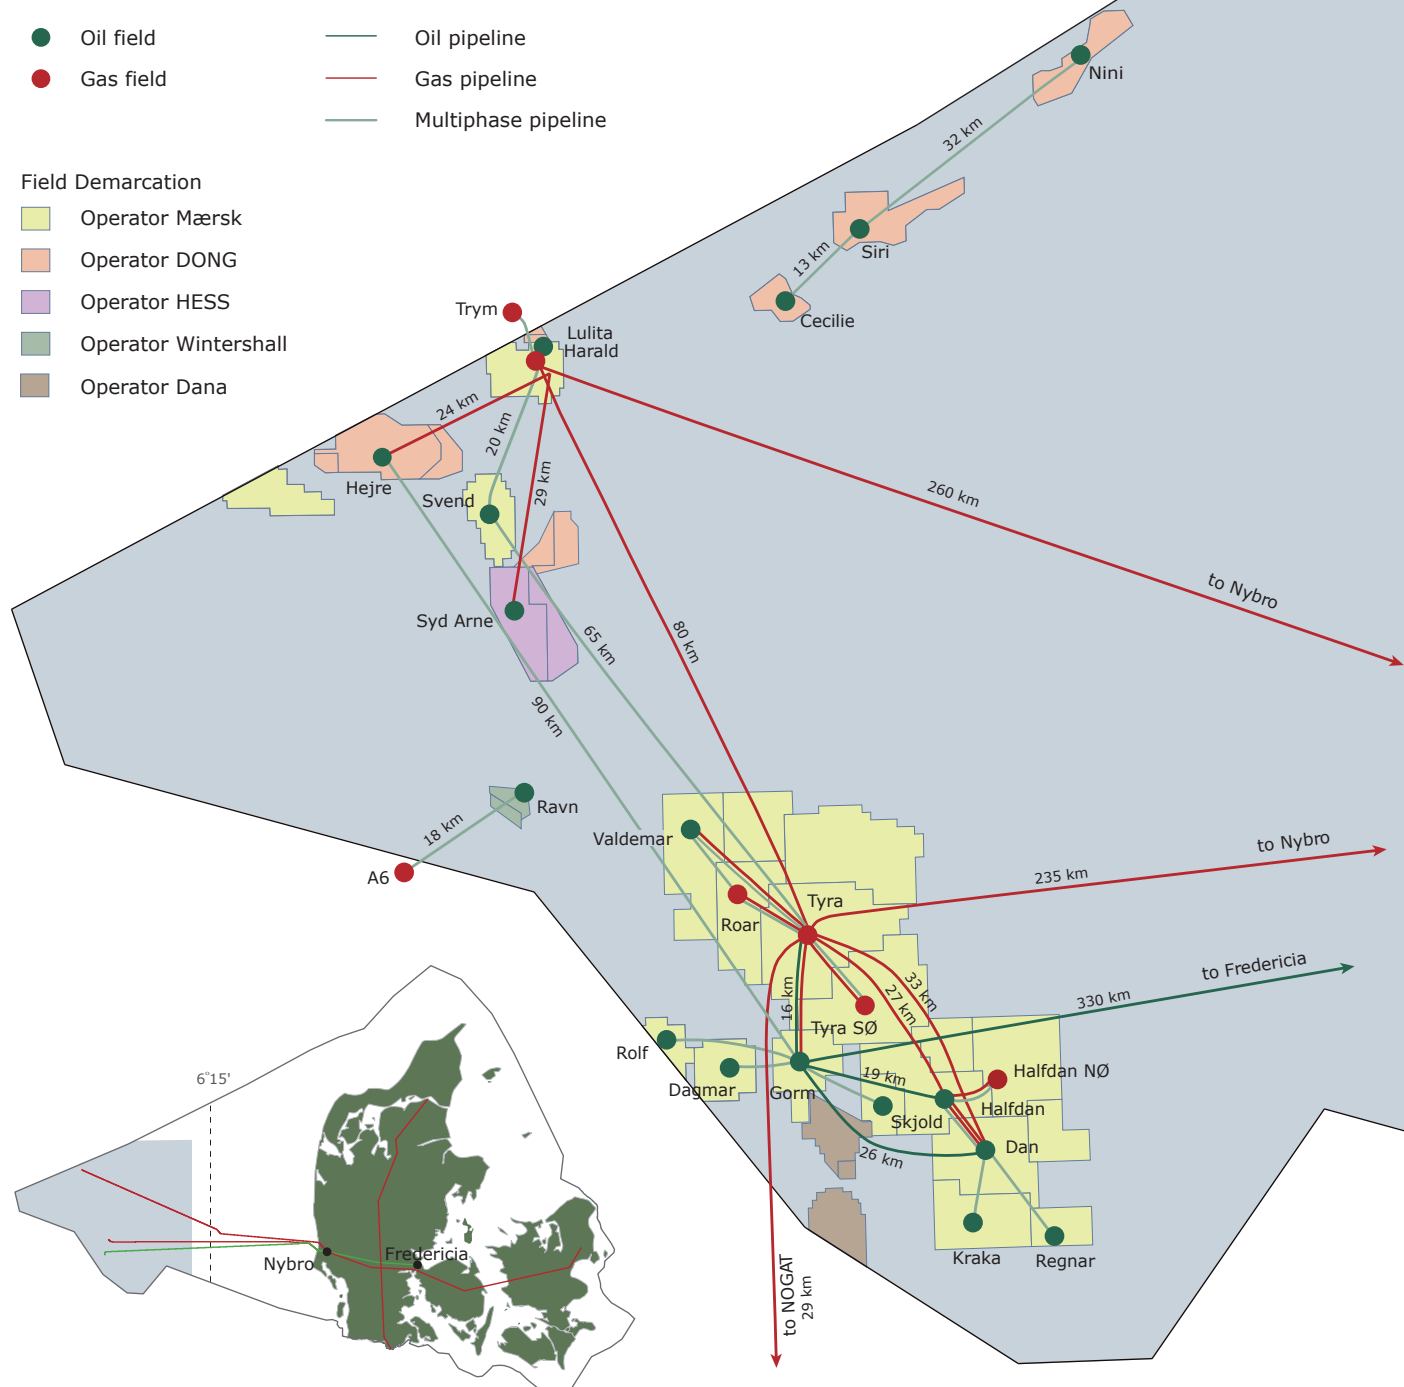 Oil field
Gas field
Oil pipeline
Gas pipeline
Multiphase pipeline
Field Demarcation
Operator Mærsk
Operator DONG
Operator HESS
Operator Wintershall
Operator Dana
Nini
32 km
Siri
13 km
Cecilie
Trym
Lulita
Harald
24 km
20 km
29 km
Hejre
Svend
260 km
to Nybro
Syd Arne
65 km
80 km
90 km
Ravn
18 km
A6
Valdemar
Roar
Tyra
235 km
to Nybro
to Fredericia
330 km
33 km
27 km
16 km
Tyra SØ
Rolf
Dagmar
Gorm
19 km
Skjold
Halfdan NØ
Halfdan
Dan
26 km
Kraka
Regnar
to NOGAT
29 km
6°15'
Nybro
Fredericia